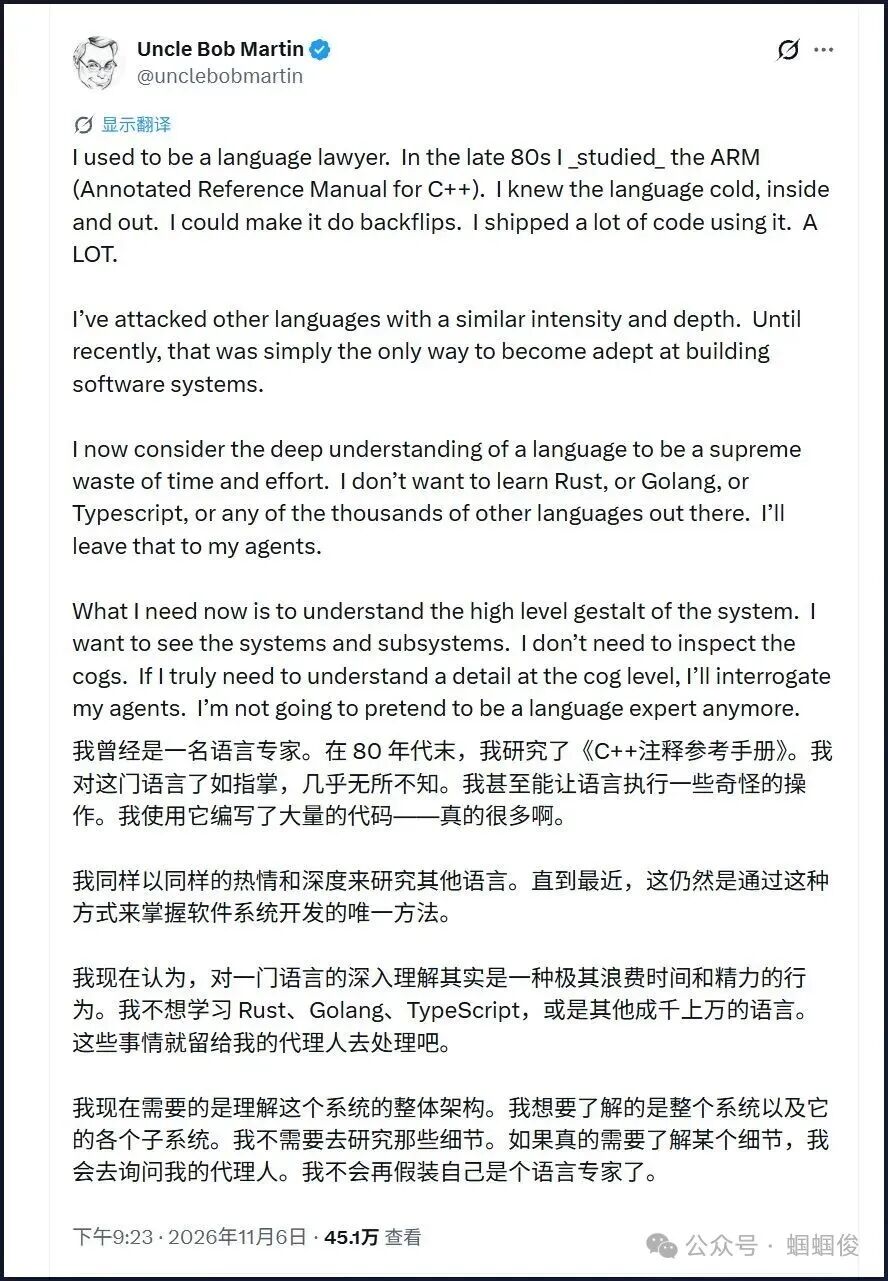 Uncle Bob Martin
@unclebobmartin
显示翻译
I used to be a language lawyer.  In the late 80s I _studied_ the ARM
(Annotated Reference Manual for C++).  I knew the language cold, inside
and out.  I could make it do backflips.  I shipped a lot of code using it.  A
LOT.
I've attacked other languages with a similar intensity and depth.  Until
recently, that was simply the only way to become adept at building
software systems.
I now consider the deep understanding of a language to be a supreme
waste of time and effort.  I don't want to learn Rust, or Golang, or
Typescript, or any of the thousands of other languages out there.  I'll
leave that to my agents.
What I need now is to understand the high level gestalt of the system.  I
want to see the systems and subsystems.  I don't need to inspect the
cogs.  If I truly need to understand a detail at the cog level, I'll interrogate
my agents.  I'm not going to pretend to be a language expert anymore.
我曾经是一名语言专家。在 80 年代末，我研究了《C++注释参考手册》。我
对这门语言了如指掌，几乎无所不知。我甚至能让语言执行一些奇怪的操
作。我使用它编写了大量的代码——真的很多啊。
我同样以同样的热情和深度来研究其他语言。直到最近，这仍然是通过这种
方式来掌握软件系统开发的唯一方法。
我现在认为，对一门语言的深入理解其实是一种极其浪费时间和精力的行
为。我不想学习 Rust、Golang、TypeScript，或是其他成千上万的语言。
这些事情就留给我的代理人去处理吧。
我现在需要的是理解这个系统的整体架构。我想要了解的是整个系统以及它
的各个子系统。我不需要去研究那些细节。如果真的需要了解某个细节，我
会去询问我的代理人。我不会再假装自己是个语言专家了。
下午9:23 · 2026年11月6日 · 45.1万 查看
公众号 · 蝈蝈俊